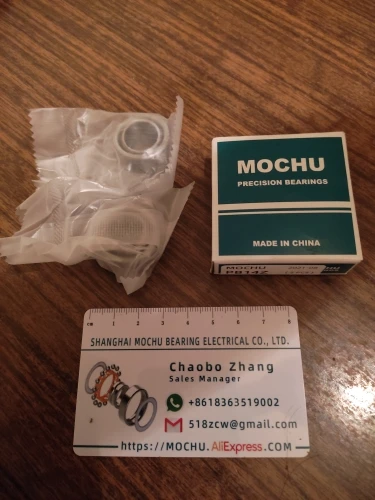 MOCHU
PRECISION BEARINGS
MADE IN CHINA
MOCHU
cm 1 2 3 4 5 6 7 8
SHANGHAI MOCHU BEARING ELECTRICAL CO., LTD.
Chaobo Zhang
Sales Manager
+8618363519002
518zcw@gmail.com
https://MOCHU.AliExpress.COM